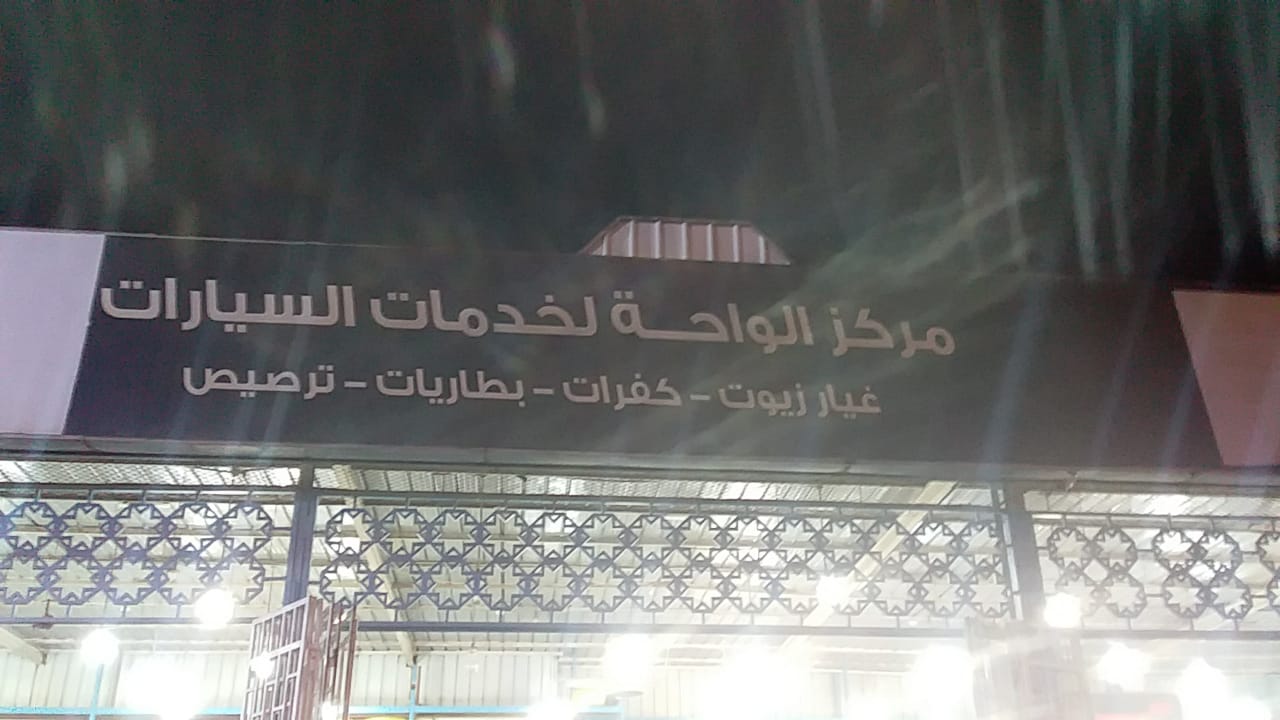 مركز الواحة لخدمات السيارات
غيار زيوت - كفرات - بطاريات - ترصيص